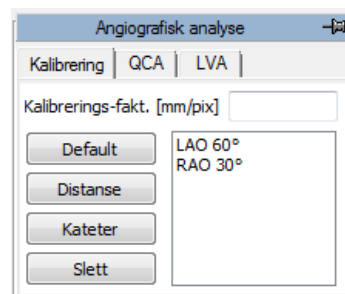 Angiografisk analyse
Kalibrering QCA LVA
Kalibrerings-fakt. [mm/pix]
Default
LAO 60°
RAO 30°
Distanse
Kateter
Slett